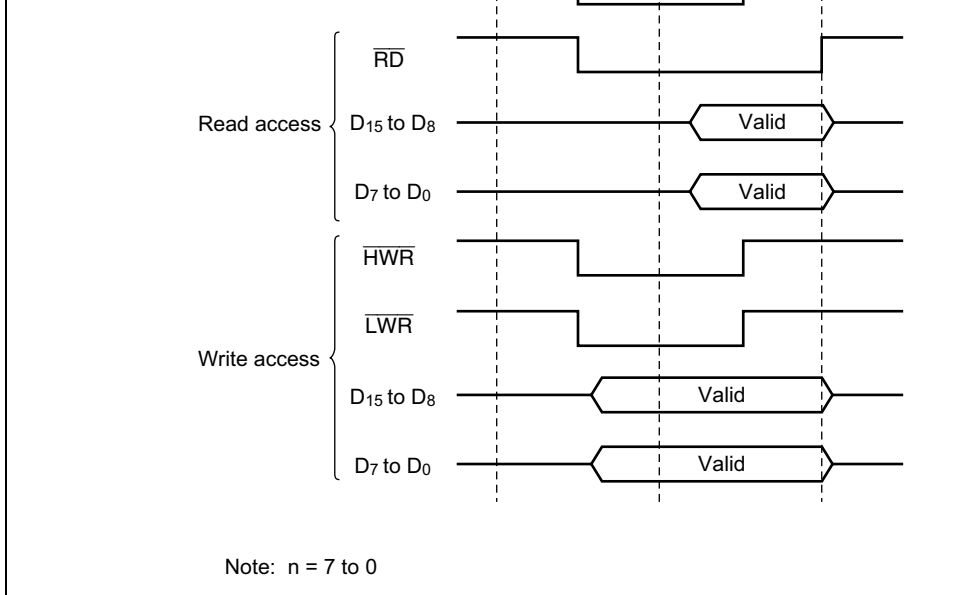 RD
Read access
D15 to D8
Valid
D7 to D0
Valid
HWR
LWR
Write access
D15 to D8
Valid
D7 to D0
Valid
Note: n = 7 to 0